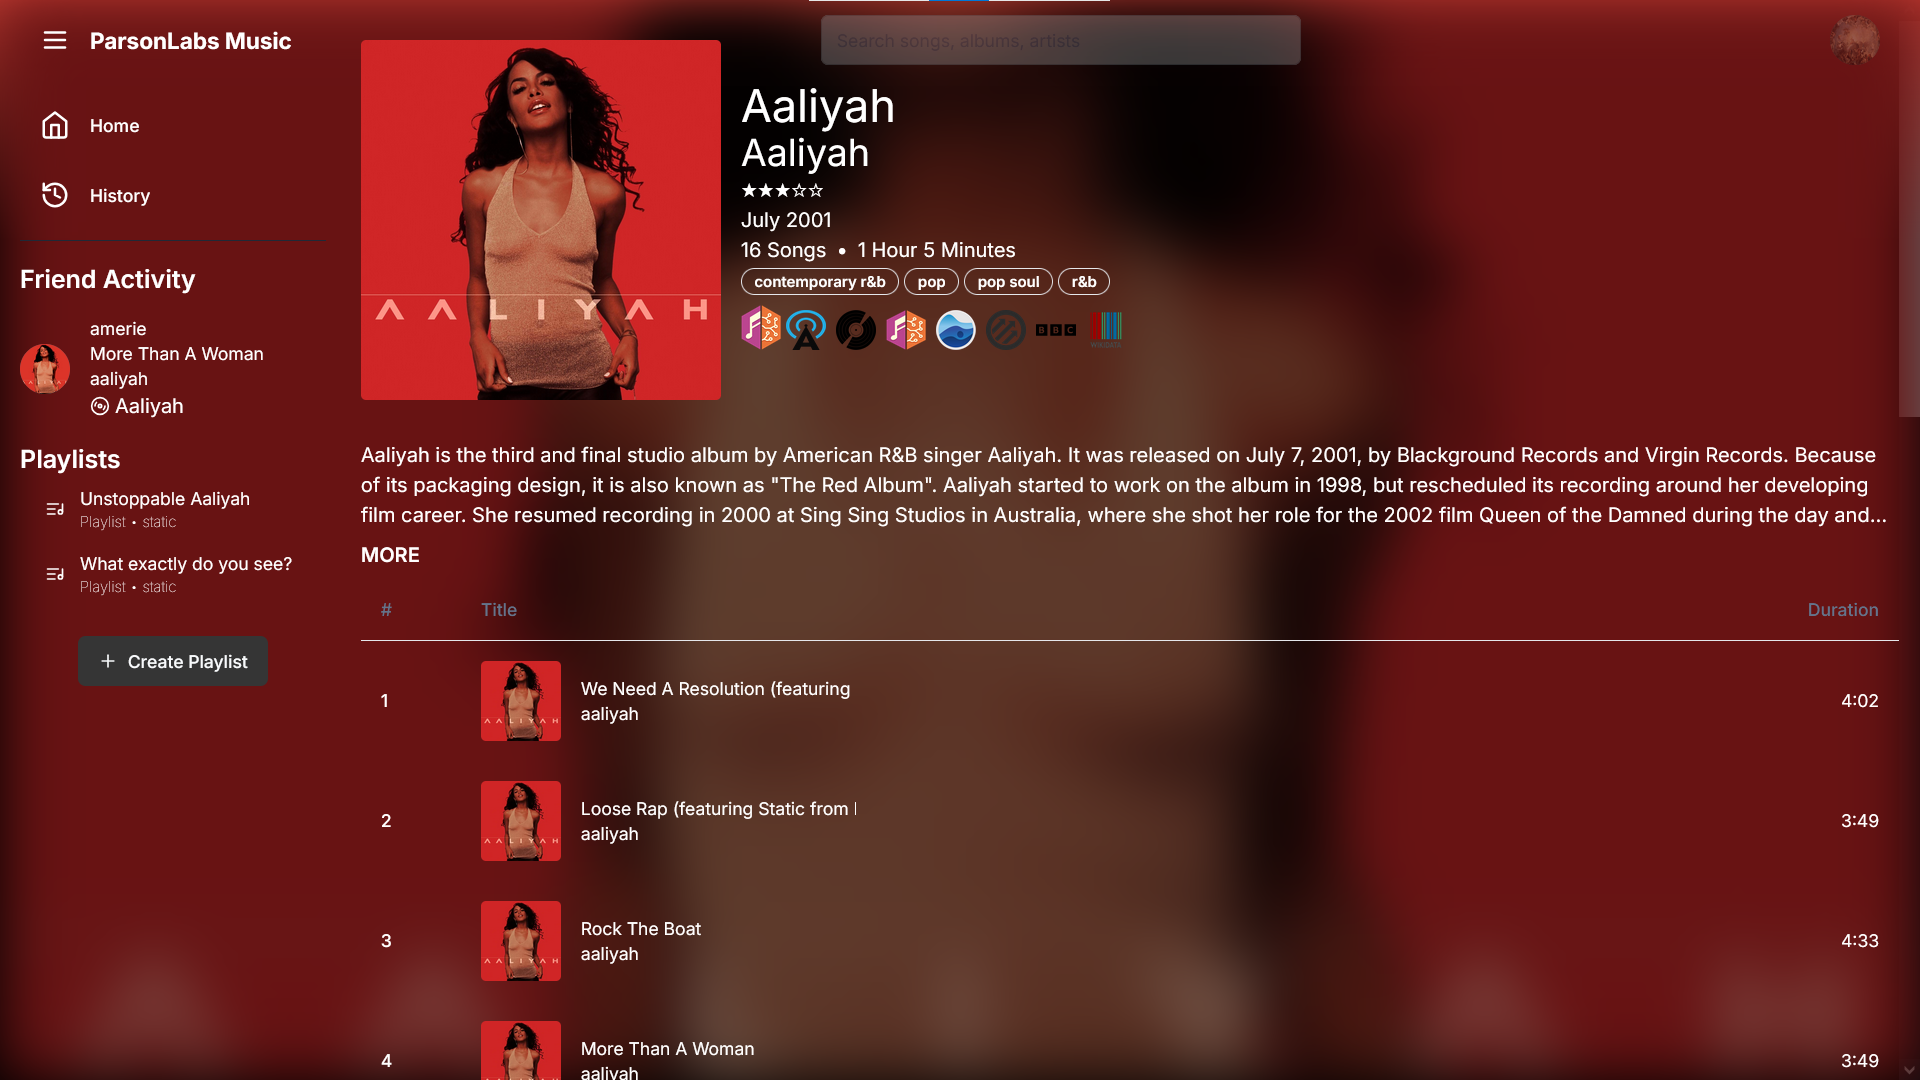 ParsonLabs Music
Search songs, albums, artists
Home
History
Friend Activity
amerie
More Than A Woman
aaliyah
Aaliyah
Playlists
Unstoppable Aaliyah
Playlist • static
What exactly do you see?
Playlist • static
Create Playlist
AALIYAH
Aaliyah
Aaliyah
July 2001
16 Songs • 1 Hour 5 Minutes
contemporary r&b
pop
pop soul
r&b
BBC
Aaliyah is the third and final studio album by American R&B singer Aaliyah. It was released on July 7, 2001, by Blackground Records and Virgin Records. Because
of its packaging design, it is also known as "The Red Album". Aaliyah started to work on the album in 1998, but rescheduled its recording around her developing
film career. She resumed recording in 2000 at Sing Sing Studios in Australia, where she shot her role for the 2002 film Queen of the Damned during the day and...
MORE
# Title Duration
1 We Need A Resolution (featuring 4:02
aaliyah
2 Loose Rap (featuring Static from 3:49
aaliyah
3 Rock The Boat 4:33
aaliyah
4 More Than A Woman 3:49
aaliyah